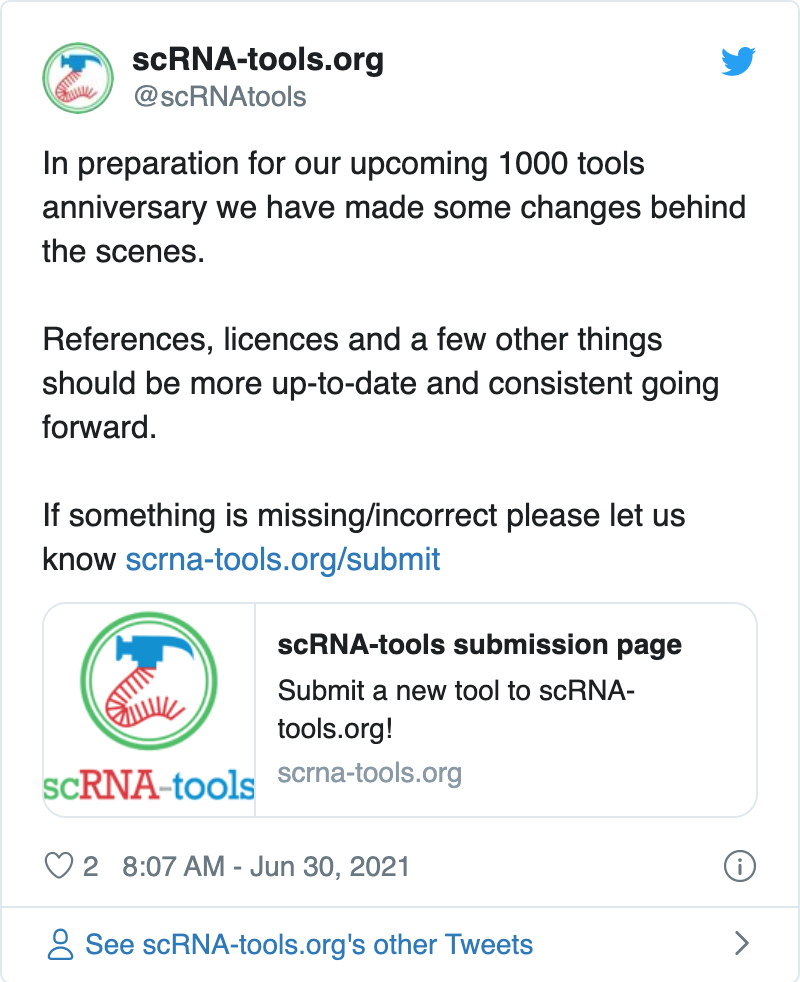 scRNA-tools.org
@scRNAtools
In preparation for our upcoming 1000 tools
anniversary we have made some changes behind
the scenes.
References, licences and a few other things
should be more up-to-date and consistent going
forward.
If something is missing/incorrect please let us
know scrna-tools.org/submit
scRNA-tools
scRNA-tools submission page
Submit a new tool to scRNA-
tools.org!
scrna-tools.org
2 8:07 AM - Jun 30, 2021
See scRNA-tools.org's other Tweets